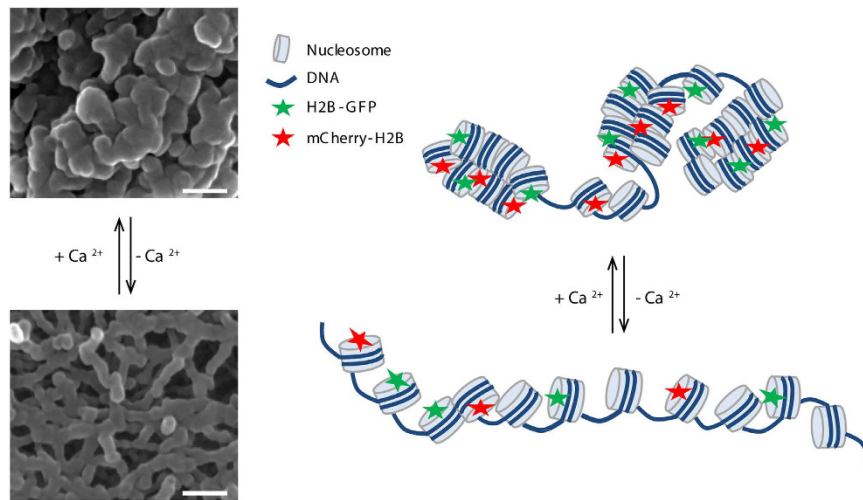 Nucleosome
DNA
H2B-GFP
mCherry-H2B
+ Ca 2+ - Ca 2+
+ Ca 2+ - Ca 2+